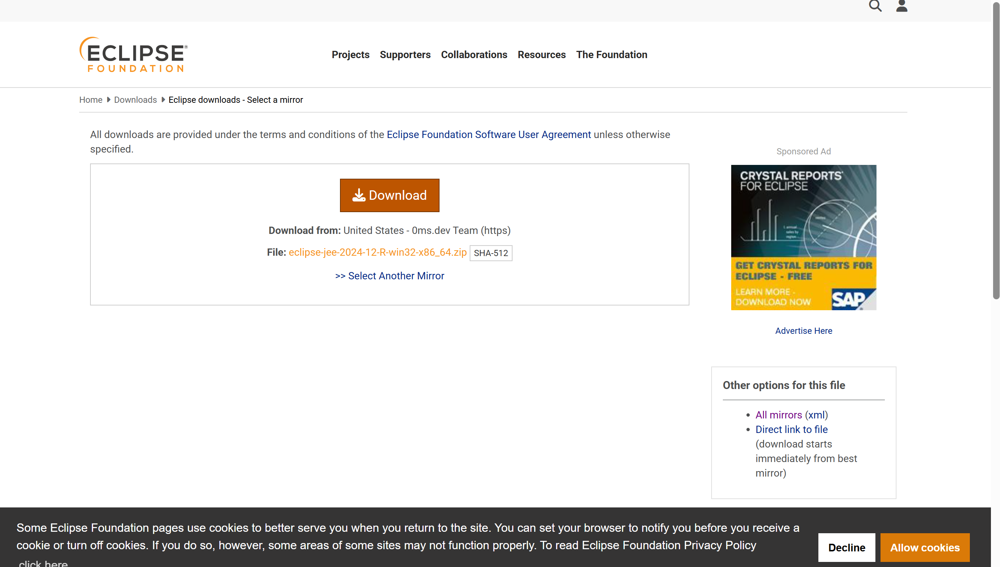 ECLIPSE®
FOUNDATION
Projects Supporters Collaborations Resources The Foundation
Home Downloads Eclipse downloads - Select a mirror
All downloads are provided under the terms and conditions of the Eclipse Foundation Software User Agreement unless otherwise
specified.
Download
Download from: United States - 0ms.dev Team (https)
File: eclipse-jee-2024-12-R-win32-x86_64.zip SHA-512
>> Select Another Mirror
Sponsored Ad
CRYSTAL REPORTS
FOR ECLIPSE
GET CRYSTAL REPORTS FOR
ECLIPSE - FREE
LEARN MORE -
DOWNLOAD NOW
SAP
Advertise Here
Other options for this file
All mirrors (xml)
Direct link to file
(download starts
immediately from best
mirror)
Some Eclipse Foundation pages use cookies to better serve you when you return to the site. You can set your browser to notify you before you receive a
cookie or turn off cookies. If you do so, however, some areas of some sites may not function properly. To read Eclipse Foundation Privacy Policy
click here
Decline
Allow cookies